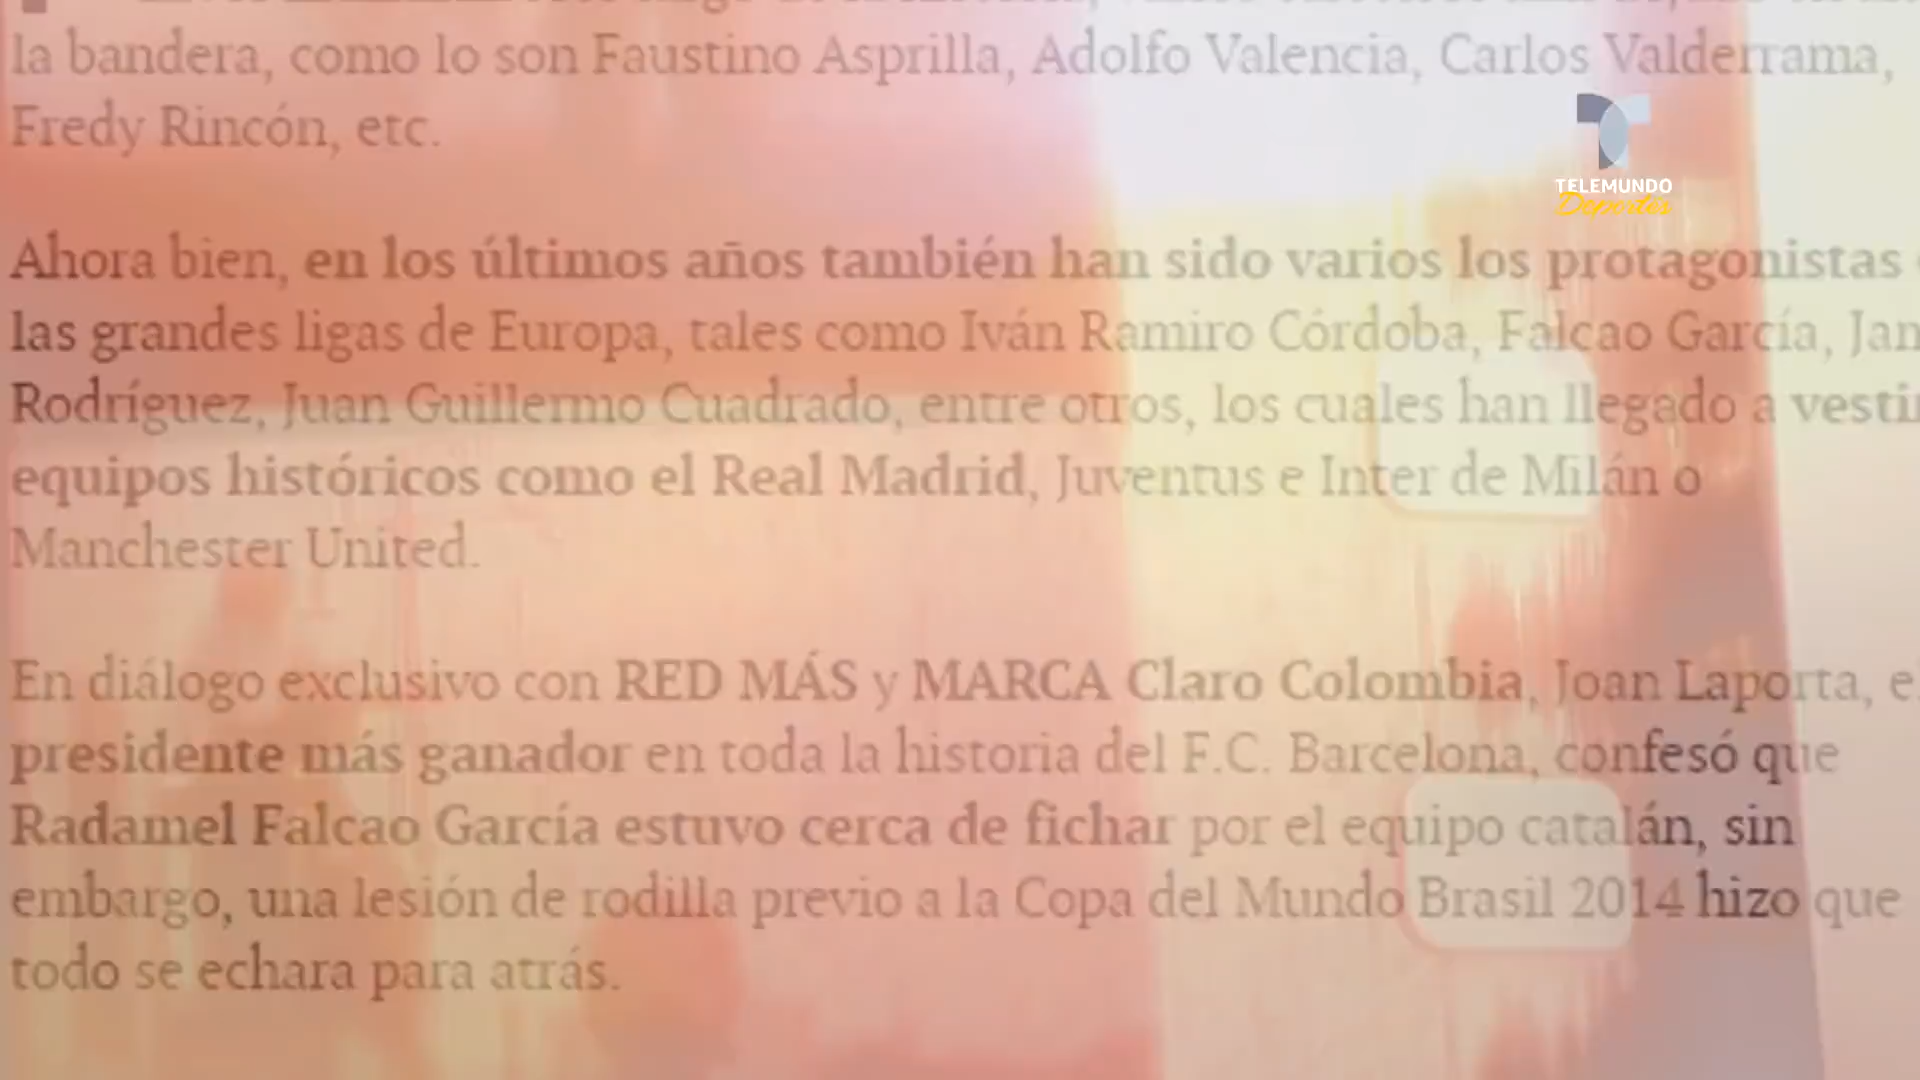 la bandera, como lo son Faustino Asprilla, Adolfo Valencia, Carlos Valderrama,
Fredy Rincón, etc.
TELEMUNDO
Deportes
Ahora bien, en los últimos años también han sido varios los protagonistas
las grandes ligas de Europa, tales como Iván Ramiro Córdoba, Falcao García, Jam
Rodríguez, Juan Guillermo Cuadrado, entre otros, los cuales han llegado a vestir
equipos históricos como el Real Madrid, Juventus e Inter de Milán o
Manchester United.
En diálogo exclusivo con RED MÁS y MARCA Claro Colombia, Joan Laporta, e
presidente más ganador en toda la historia del F.C. Barcelona, confesó que
Radamel Falcao García estuvo cerca de fichar por el equipo catalán, sin
embargo, una lesión de rodilla previo a la Copa del Mundo Brasil 2014 hizo que
todo se echara para atrás.